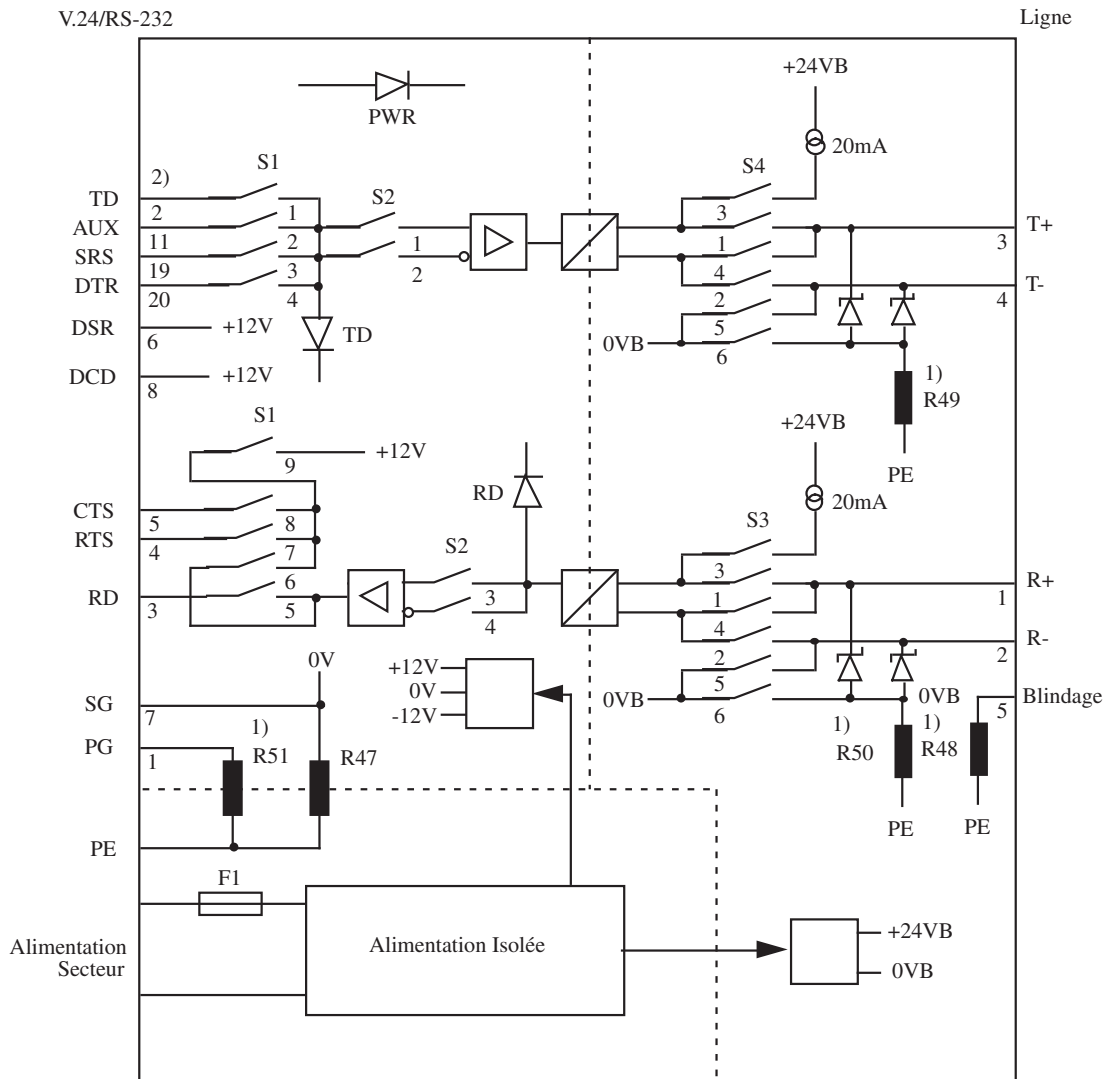 V.24/RS-232
Ligne
PWR
+24VB
20mA
S1
S2
S4
2)
TD
2
AUX
11
SRS
19
DTR
20
1
2
3
4
1
2
3
1
4
2
5
6
T+
3
T-
4
DSR
6
+12V
TD
0VB
DCD
8
+12V
1)
R49
PE
S1
9
+12V
+24VB
20mA
RD
CTS
5
RTS
4
RD
3
8
7
6
5
S2
3
4
S3
3
1
4
2
5
6
R+
1
R-
2
0VB
0VB
Blindage
5
0V
+12V
0V
-12V
SG
7
PG
1
1)
R51
R47
1)
R50
1)
R48
PE
PE
PE
F1
Alimentation
Secteur
Alimentation Isolée
+24VB
0VB